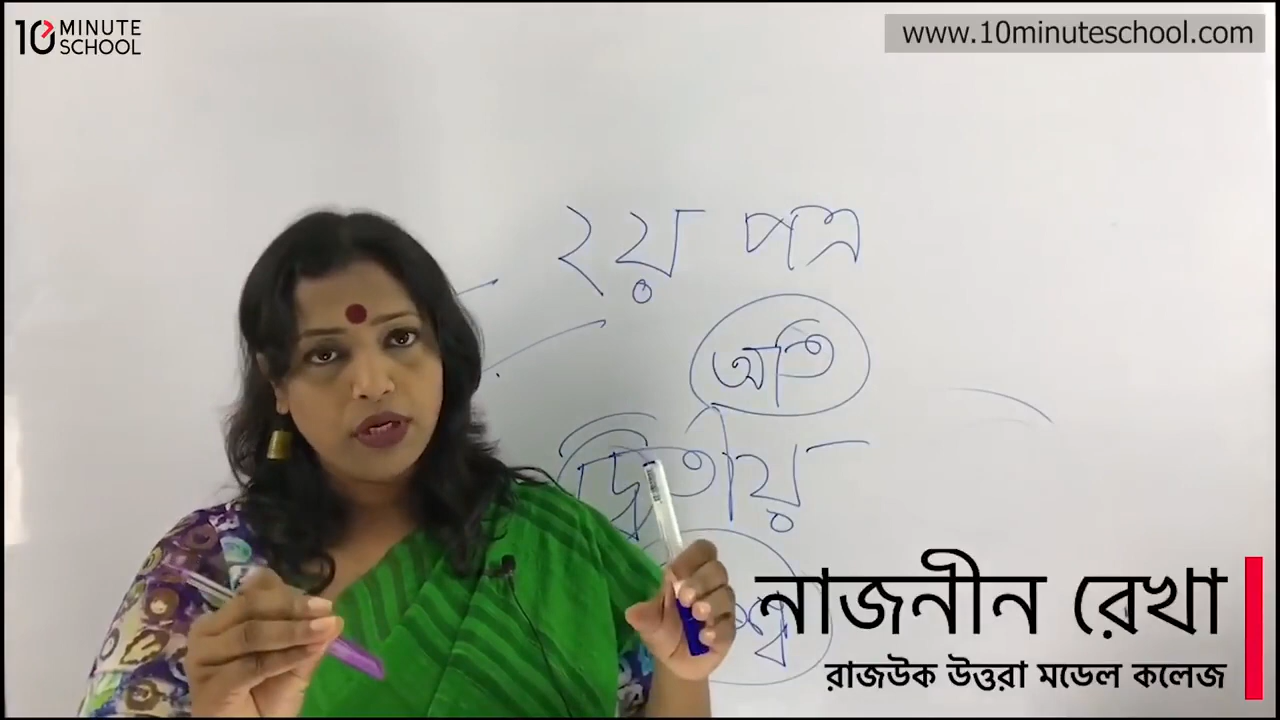 10 MINUTE
SCHOOL
www.10minuteschool.com
২য় পত্র
অতি
দ্বিতীয়
নাজনীন রেখা
রাজউক উত্তরা মডেল কলেজ